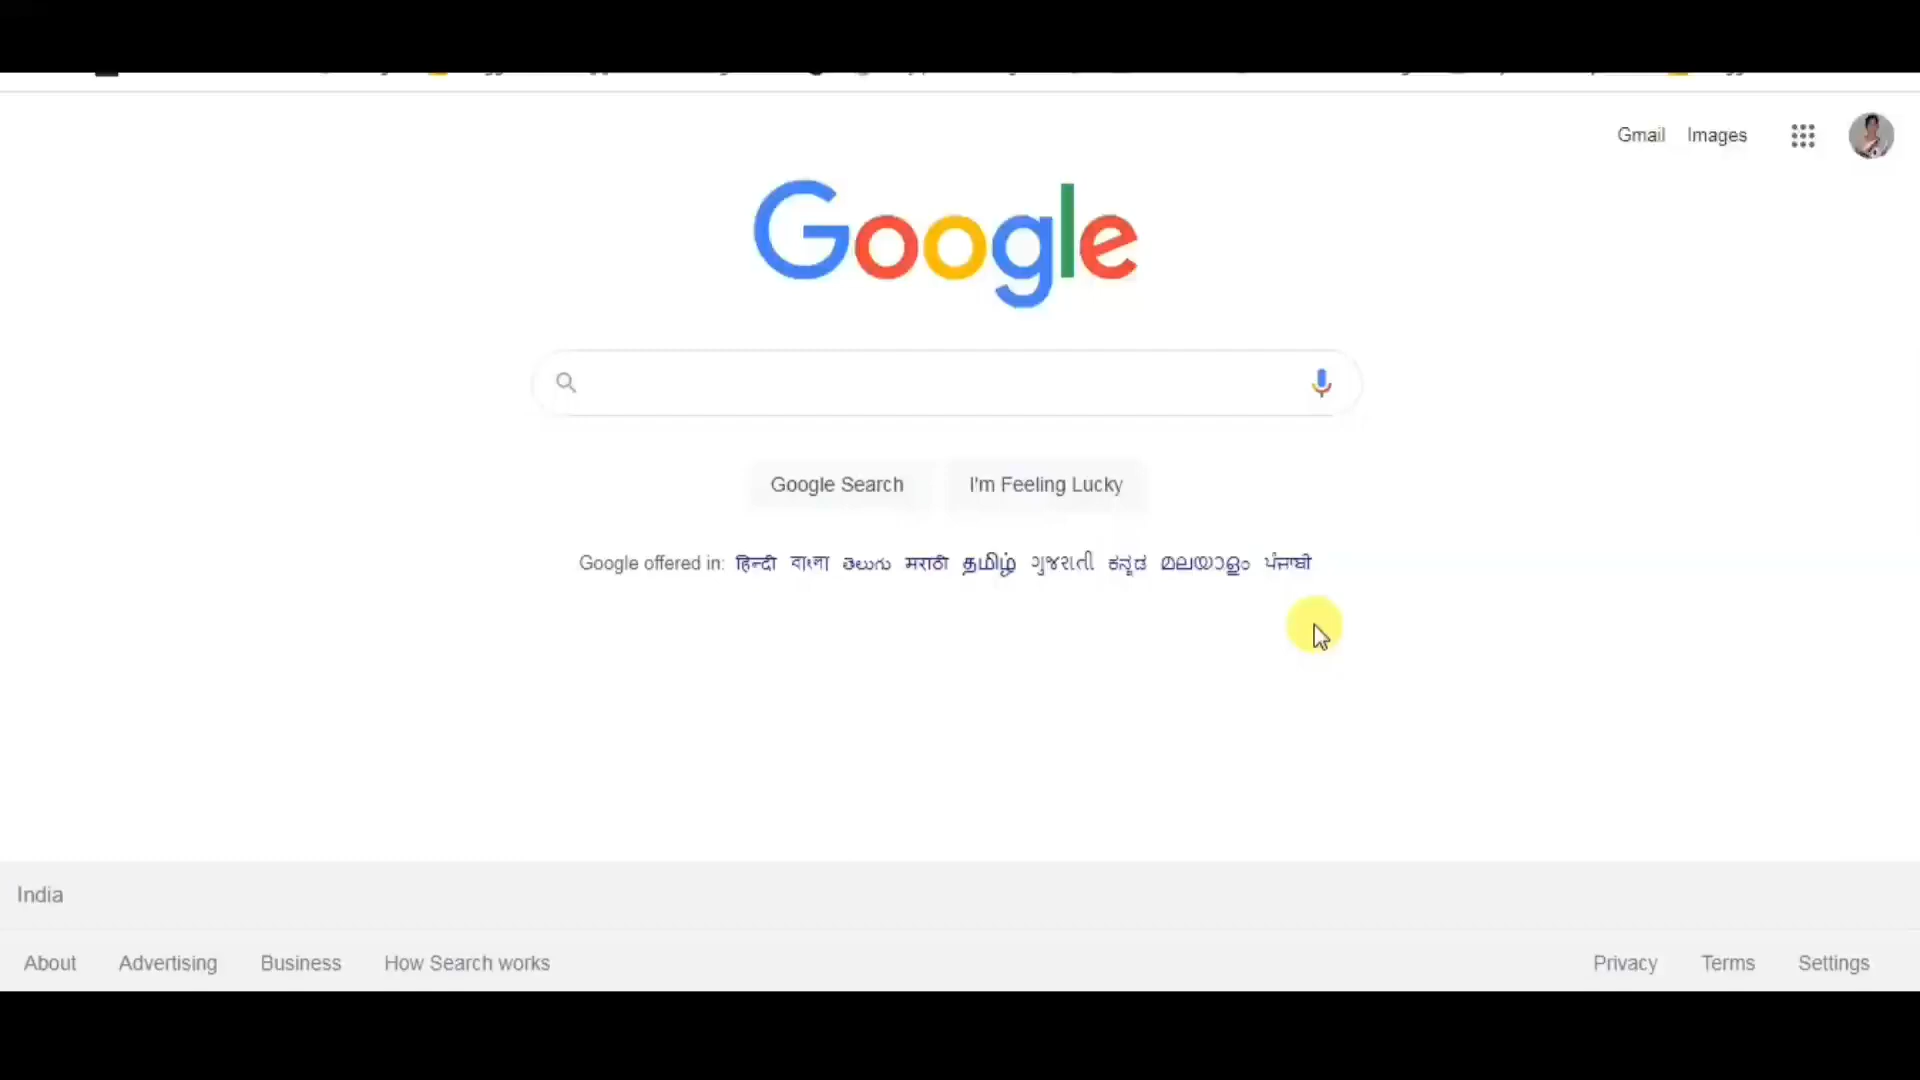 Gmail Images
Google
Google Search I'm Feeling Lucky
Google offered in: हिन्दी বাংলা తెలుగు मराठी தமிழ் ગુજરાતી ಕನ್ನಡ മലയാളം ਪੰਜਾਬੀ
India
About Advertising Business How Search works Privacy Terms Settings